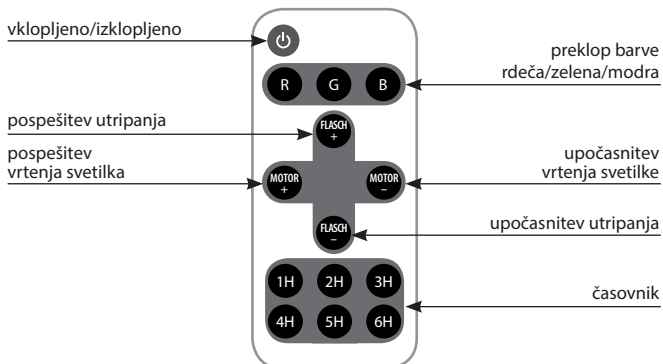 vklopljeno/izklopljeno
preklop barve
rdeča/zelena/modra
R G B
pospešitev utripanja
FLASCH
+
pospešitev
vrtenja svetilka
MOTOR
+
MOTOR
–
upočasnitev
vrtenja svetilke
FLASCH
–
upočasnitev utripanja
1H 2H 3H
časovnik
4H 5H 6H